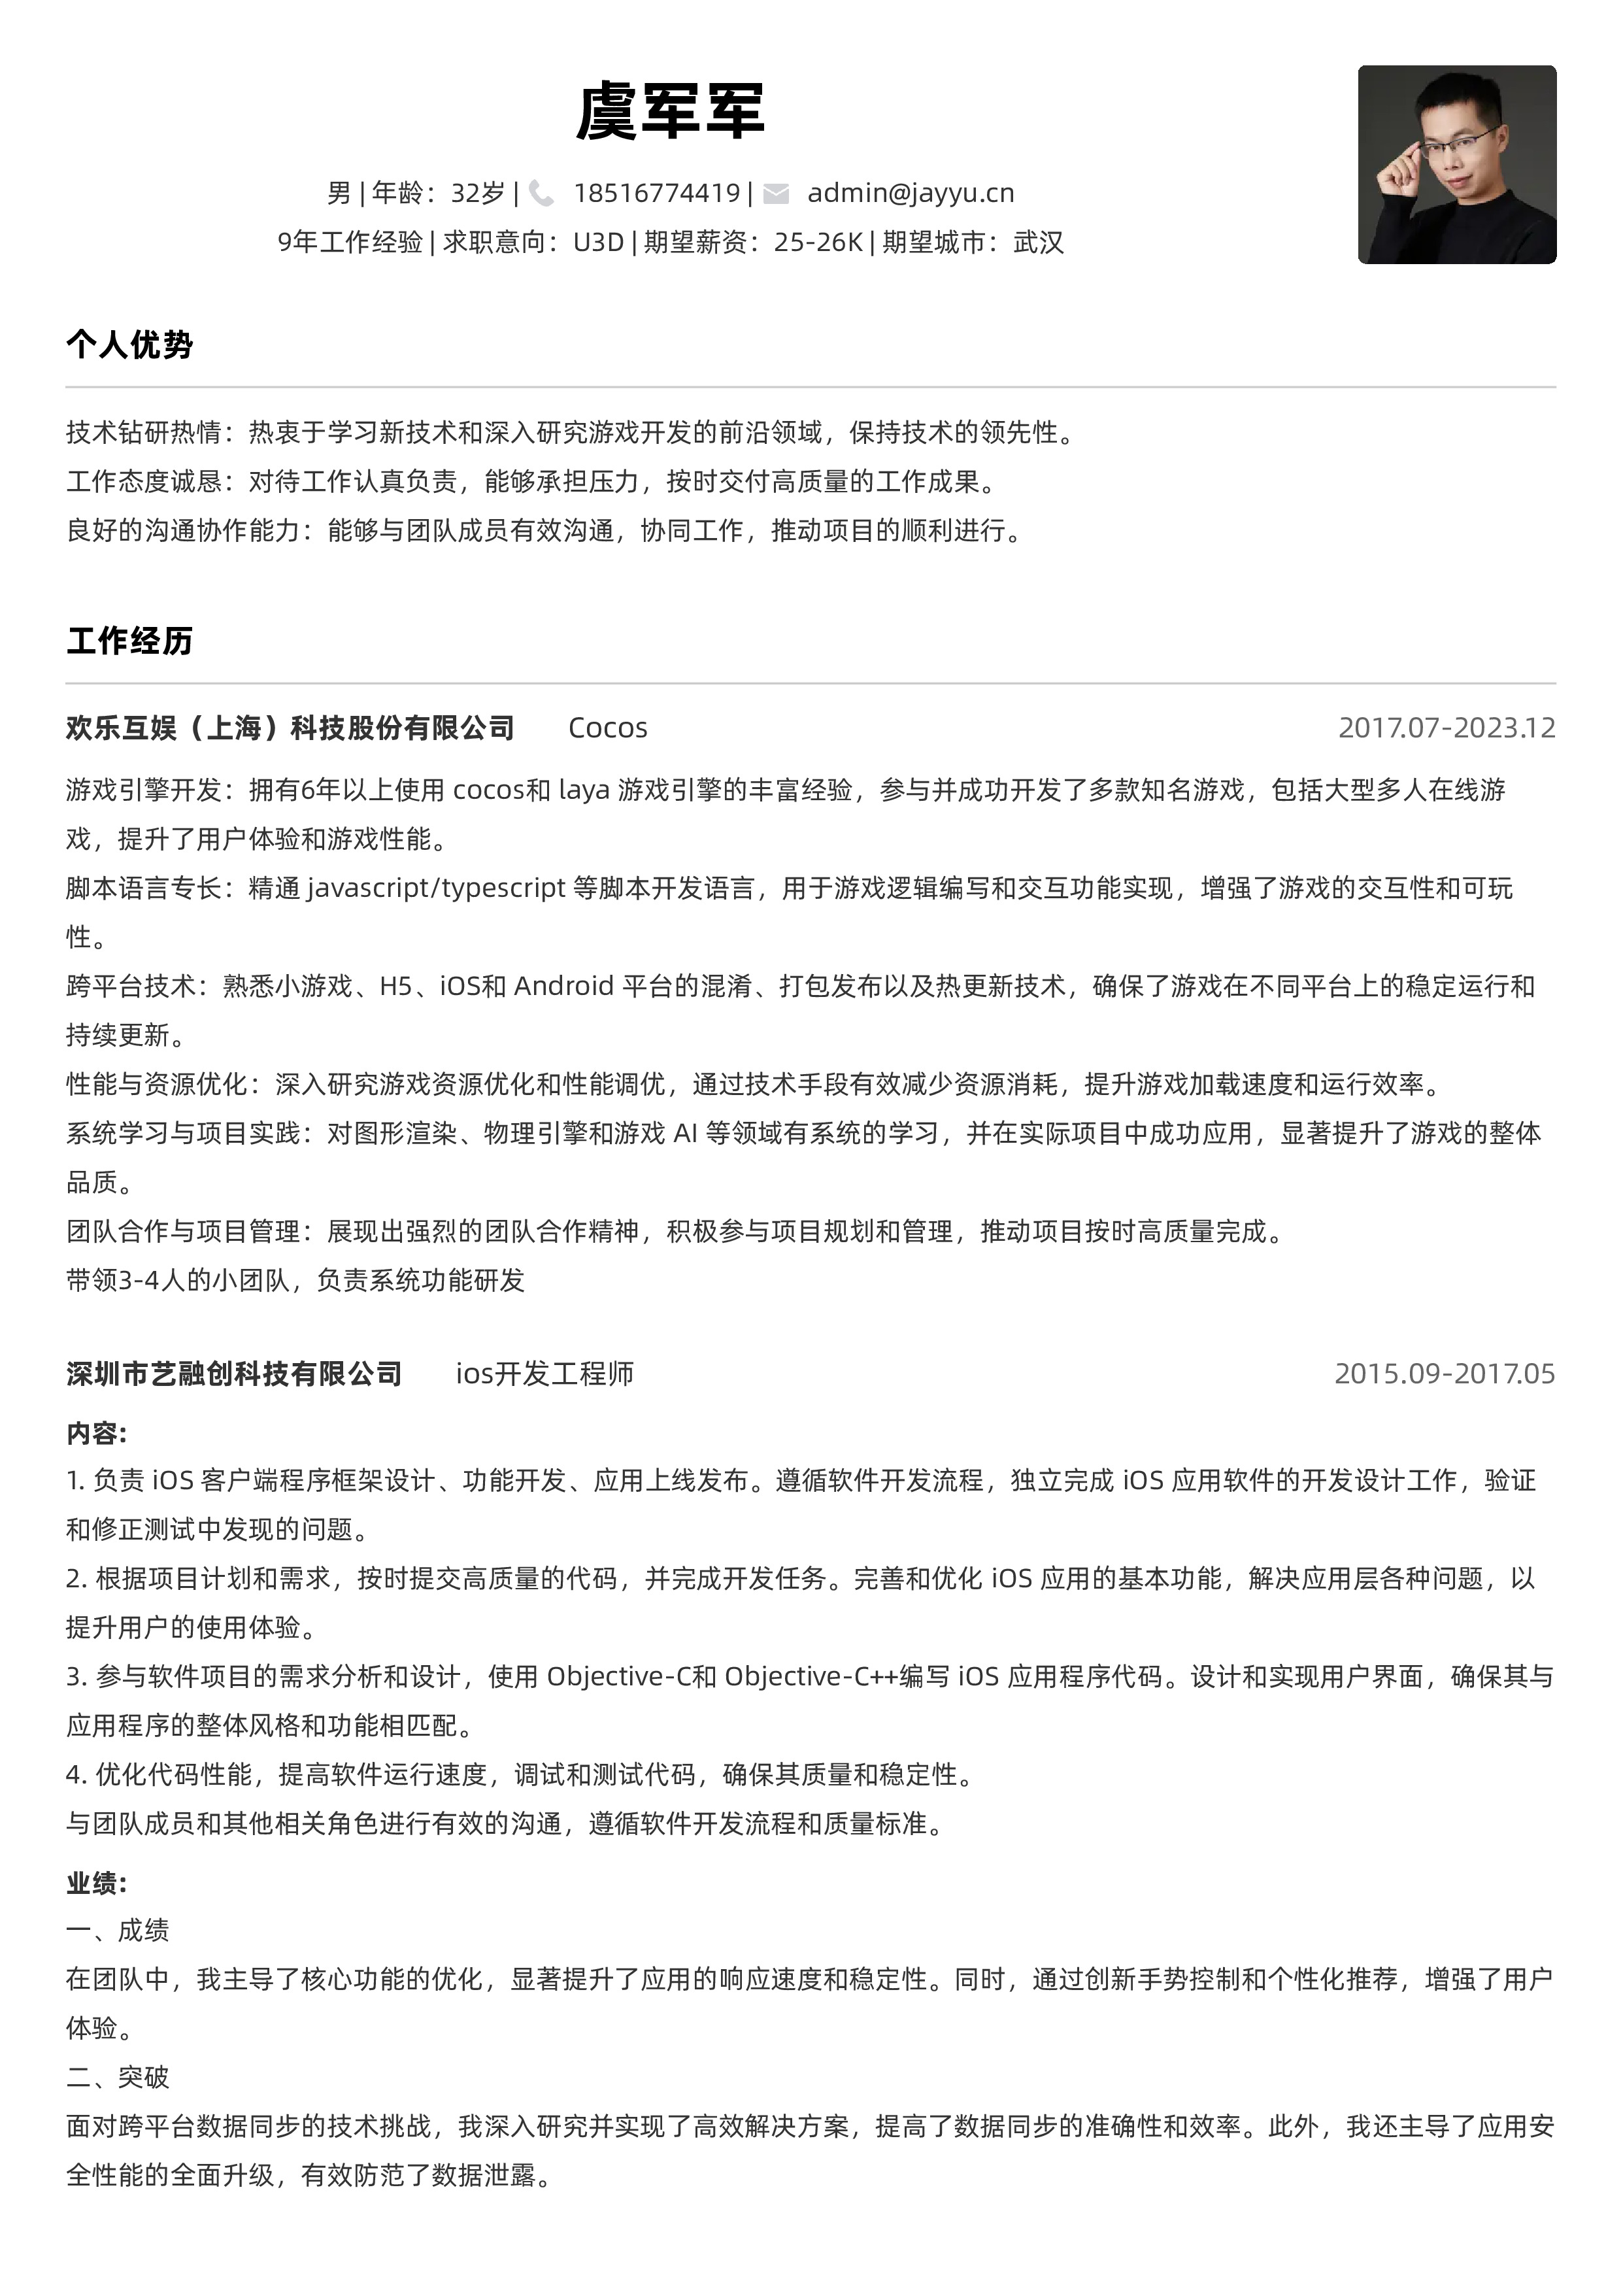 虞军军
男 | 年龄：32岁 | 18516774419 | admin@jayyu.cn
9年工作经验 | 求职意向：U3D | 期望薪资：25-26K | 期望城市：武汉
个人优势
技术钻研热情：热衷于学习新技术和深入研究游戏开发的前沿领域，保持技术的领先性。
工作态度诚恳：对待工作认真负责，能够承担压力，按时交付高质量的工作成果。
良好的沟通协作能力：能够与团队成员有效沟通，协同工作，推动项目的顺利进行。
工作经历
欢乐互娱（上海）科技股份有限公司 Cocos 2017.07-2023.12
游戏引擎开发：拥有6年以上使用 cocos和 laya 游戏引擎的丰富经验，参与并成功开发了多款知名游戏，包括大型多人在线游
戏，提升了用户体验和游戏性能。
脚本语言专长：精通 javascript/typescript 等脚本开发语言，用于游戏逻辑编写和交互功能实现，增强了游戏的交互性和可玩
性。
跨平台技术：熟悉小游戏、H5、iOS和 Android 平台的混淆、打包发布以及热更新技术，确保了游戏在不同平台上的稳定运行和
持续更新。
性能与资源优化：深入研究游戏资源优化和性能调优，通过技术手段有效减少资源消耗，提升游戏加载速度和运行效率。
系统学习与项目实践：对图形渲染、物理引擎和游戏 AI 等领域有系统的学习，并在实际项目中成功应用，显著提升了游戏的整体
品质。
团队合作与项目管理：展现出强烈的团队合作精神，积极参与项目规划和管理，推动项目按时高质量完成。
带领3-4人的小团队，负责系统功能研发
深圳市艺融创科技有限公司 ios开发工程师 2015.09-2017.05
内容:
1. 负责 iOS 客户端程序框架设计、功能开发、应用上线发布。遵循软件开发流程，独立完成 iOS 应用软件的开发设计工作，验证
和修正测试中发现的问题。
2. 根据项目计划和需求，按时提交高质量的代码，并完成开发任务。完善和优化 iOS 应用的基本功能，解决应用层各种问题，以
提升用户的使用体验。
3. 参与软件项目的需求分析和设计，使用 Objective-C和 Objective-C++编写 iOS 应用程序代码。设计和实现用户界面，确保其与
应用程序的整体风格和功能相匹配。
4. 优化代码性能，提高软件运行速度，调试和测试代码，确保其质量和稳定性。
与团队成员和其他相关角色进行有效的沟通，遵循软件开发流程和质量标准。
业绩:
一、成绩
在团队中，我主导了核心功能的优化，显著提升了应用的响应速度和稳定性。同时，通过创新手势控制和个性化推荐，增强了用户
体验。
二、突破
面对跨平台数据同步的技术挑战，我深入研究并实现了高效解决方案，提高了数据同步的准确性和效率。此外，我还主导了应用安
全性能的全面升级，有效防范了数据泄露。